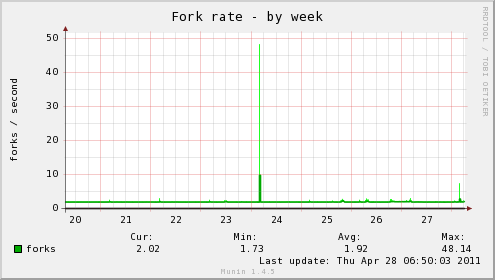 Fork rate - by week
RRDTOOL / TOBI OETIKER
forks / second
50
40
30
20
10
0
20 21 22 23 24 25 26 27
Cur: Min: Avg: Max:
forks 2.02 1.73 1.92 48.14
Last update: Thu Apr 28 06:50:03 2011
Munin 1.4.5